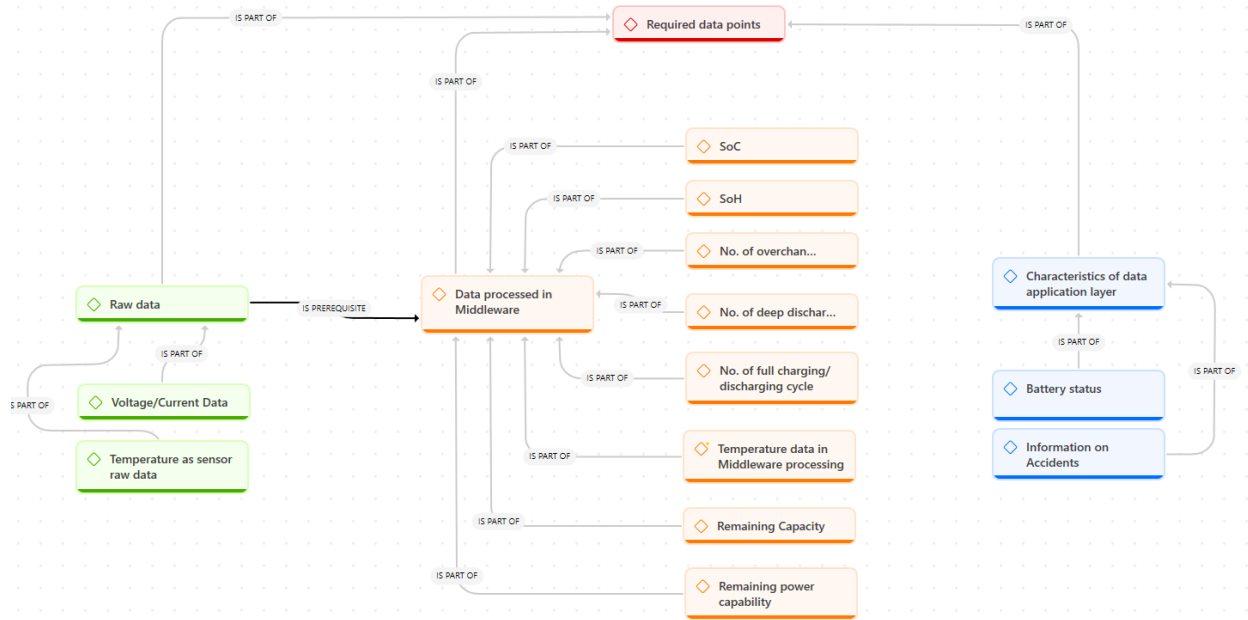 IS PART OF
Required data points
IS PART OF
IS PART OF
IS PART OF
SoC
IS PART OF
SoH
IS PART OF
No. of overchan...
Characteristics of data
application layer
Raw data
IS PREREQUISITE
Data processed in
Middleware
IS PART OF
No. of deep dischar...
IS PART OF
IS PART OF
IS PART OF
No. of full charging/
discharging cycle
IS PART OF
Battery status
S PART OF
Voltage/Current Data
Temperature as sensor
raw data
IS PART OF
Temperature data in
Middleware processing
Information on
Accidents
IS PART OF
Remaining Capacity
IS PART OF
Remaining power
capability